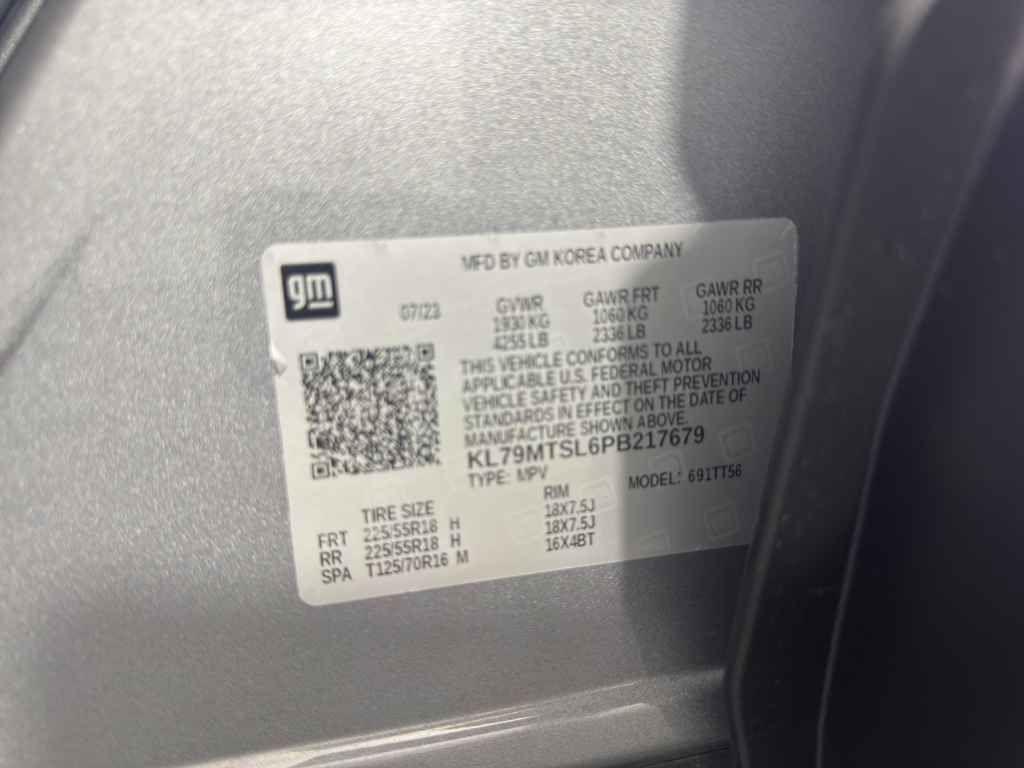 MFD BY GM KOREA COMPANY
gm
07/23
GVWR
1930 KG
4255 LB
GAWR FRT
1060 KG
2336 LB
GAWR RR
1060 KG
2336 LB
THIS VEHICLE CONFORMS TO ALL
APPLICABLE U.S. FEDERAL MOTOR
VEHICLE SAFETY AND THEFT PREVENTION
STANDARDS IN EFFECT ON THE DATE OF
MANUFACTURE SHOWN ABOVE.
KL79MTSL6PB217679
TYPE: MPV
MODEL: 691TT56
TIRE SIZE RIM
FRT 225/55R18 H 18X7.5J
RR 225/55R18 H 18X7.5J
SPA T125/70R16 M 16X4BT